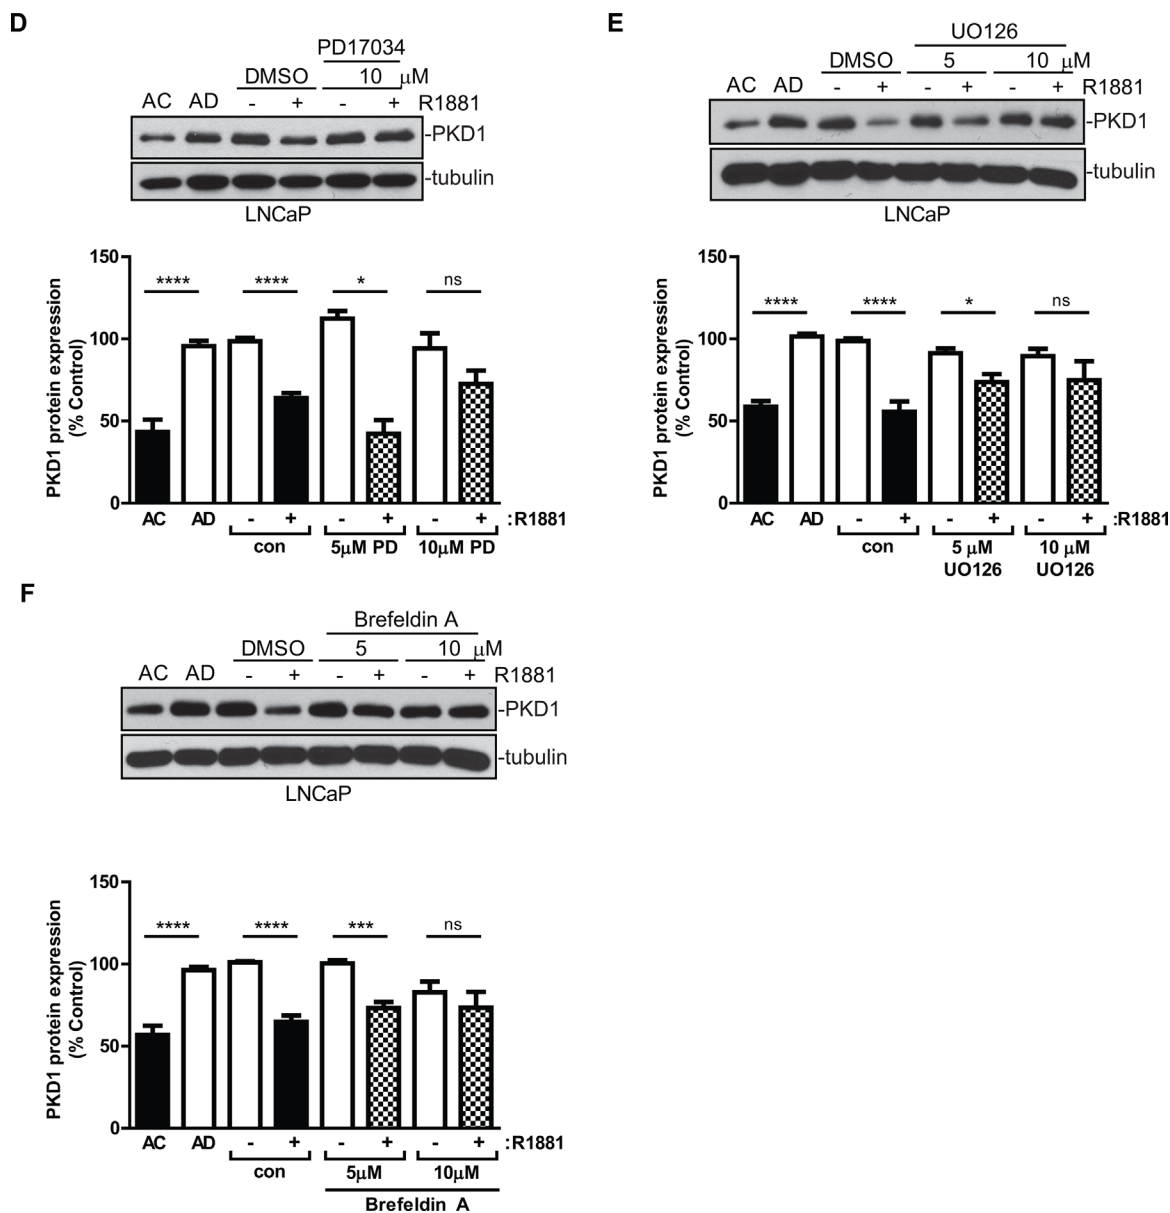 D
PD17034
DMSO 10 μM
AC AD - + - + R1881
-PKD1
-tubulin
LNCaP
PKD1 protein expression
(% Control)
150
100
50
0
**** **** * ns
AC AD - + - + - + :R1881
con 5μM PD 10μM PD
E
UO126
DMSO 5 10 μM
AC AD - + - + - + R1881
-PKD1
-tubulin
LNCaP
PKD1 protein expression
(% Control)
150
100
50
0
**** **** * ns
AC AD - + - + - + :R1881
con 5 μM 10 μM
UO126 UO126
F
Brefeldin A
DMSO 5 10 μM
AC AD - + - + - + R1881
-PKD1
-tubulin
LNCaP
PKD1 protein expression
(% Control)
150
100
50
0
**** **** *** ns
AC AD - + - + - + :R1881
con 5μM 10μM
Brefeldin A